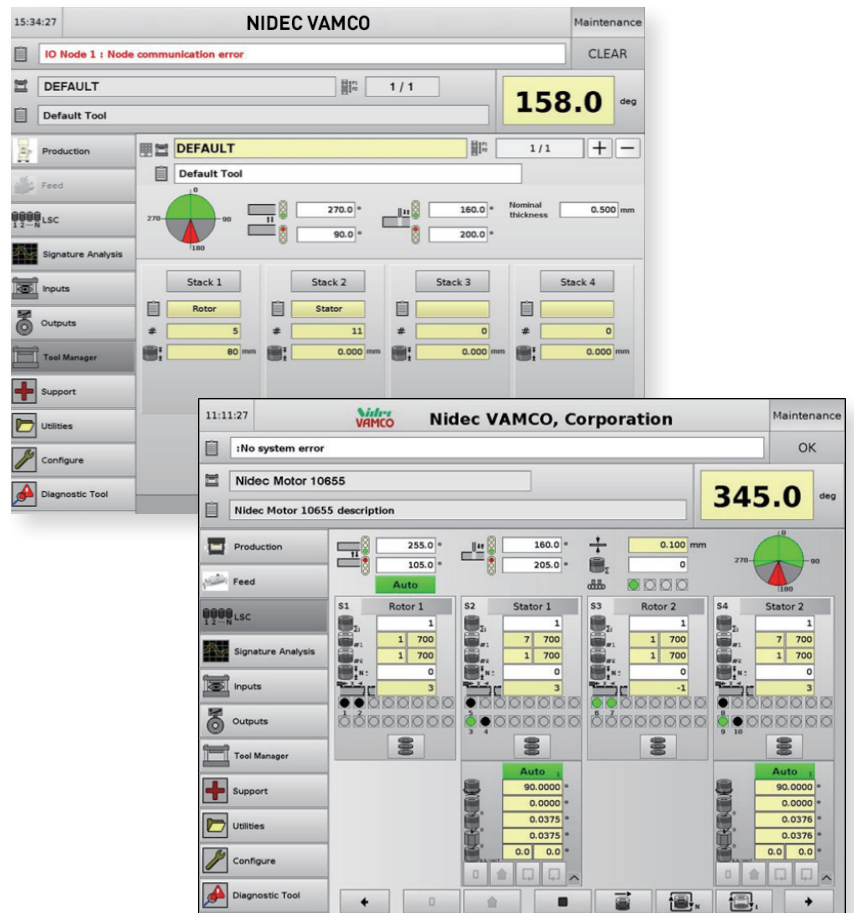 15:34:27 NIDEC VAMCO Maintenance
IO Node 1 : Node communication error CLEAR
DEFAULT 1 / 1
Default Tool
158.0 deg
Production
Feed
LSC
1 2--N
Signature Analysis
Inputs
Outputs
Tool Manager
Support
Utilities
Configure
Diagnostic Tool
DEFAULT 1 / 1 + −
Default Tool
0
270 90
180
270.0 °
90.0 °
160.0 °
200.0 °
Nominal thickness 0.500 mm
Stack 1 Stack 2 Stack 3 Stack 4
Rotor Stator
# 5 # 11 # 0 # 0
80 mm 0.000 mm 0.000 mm 0.000 mm
11:11:27 Nidec VAMCO Nidec VAMCO, Corporation Maintenance
:No system error OK
Nidec Motor 10655
Nidec Motor 10655 description
345.0 deg
Production
Feed
LSC
1 2--N
Signature Analysis
Inputs
Outputs
Tool Manager
Support
Utilities
Configure
Diagnostic Tool
255.0 ° 160.0 ° 0.100 mm
105.0 ° 205.0 ° 0
Auto
0
270 90
180
S1 Rotor 1 S2 Stator 1 S3 Rotor 2 S4 Stator 2
1 1 1 1
1 700 7 700 1 700 7 700
1 700 1 700 1 700 1 700
0 0 0 0
3 3 -1 3
1 2 5 6 7 8
3 4 9 10
Auto 1 Auto 1
90.0000 ° 90.0000 °
0.0000 ° 0.0000 °
0.0375 ° 0.0376 °
0.0375 ° 0.0376 °
0.0 0.0 ° 0.0 0.0 °